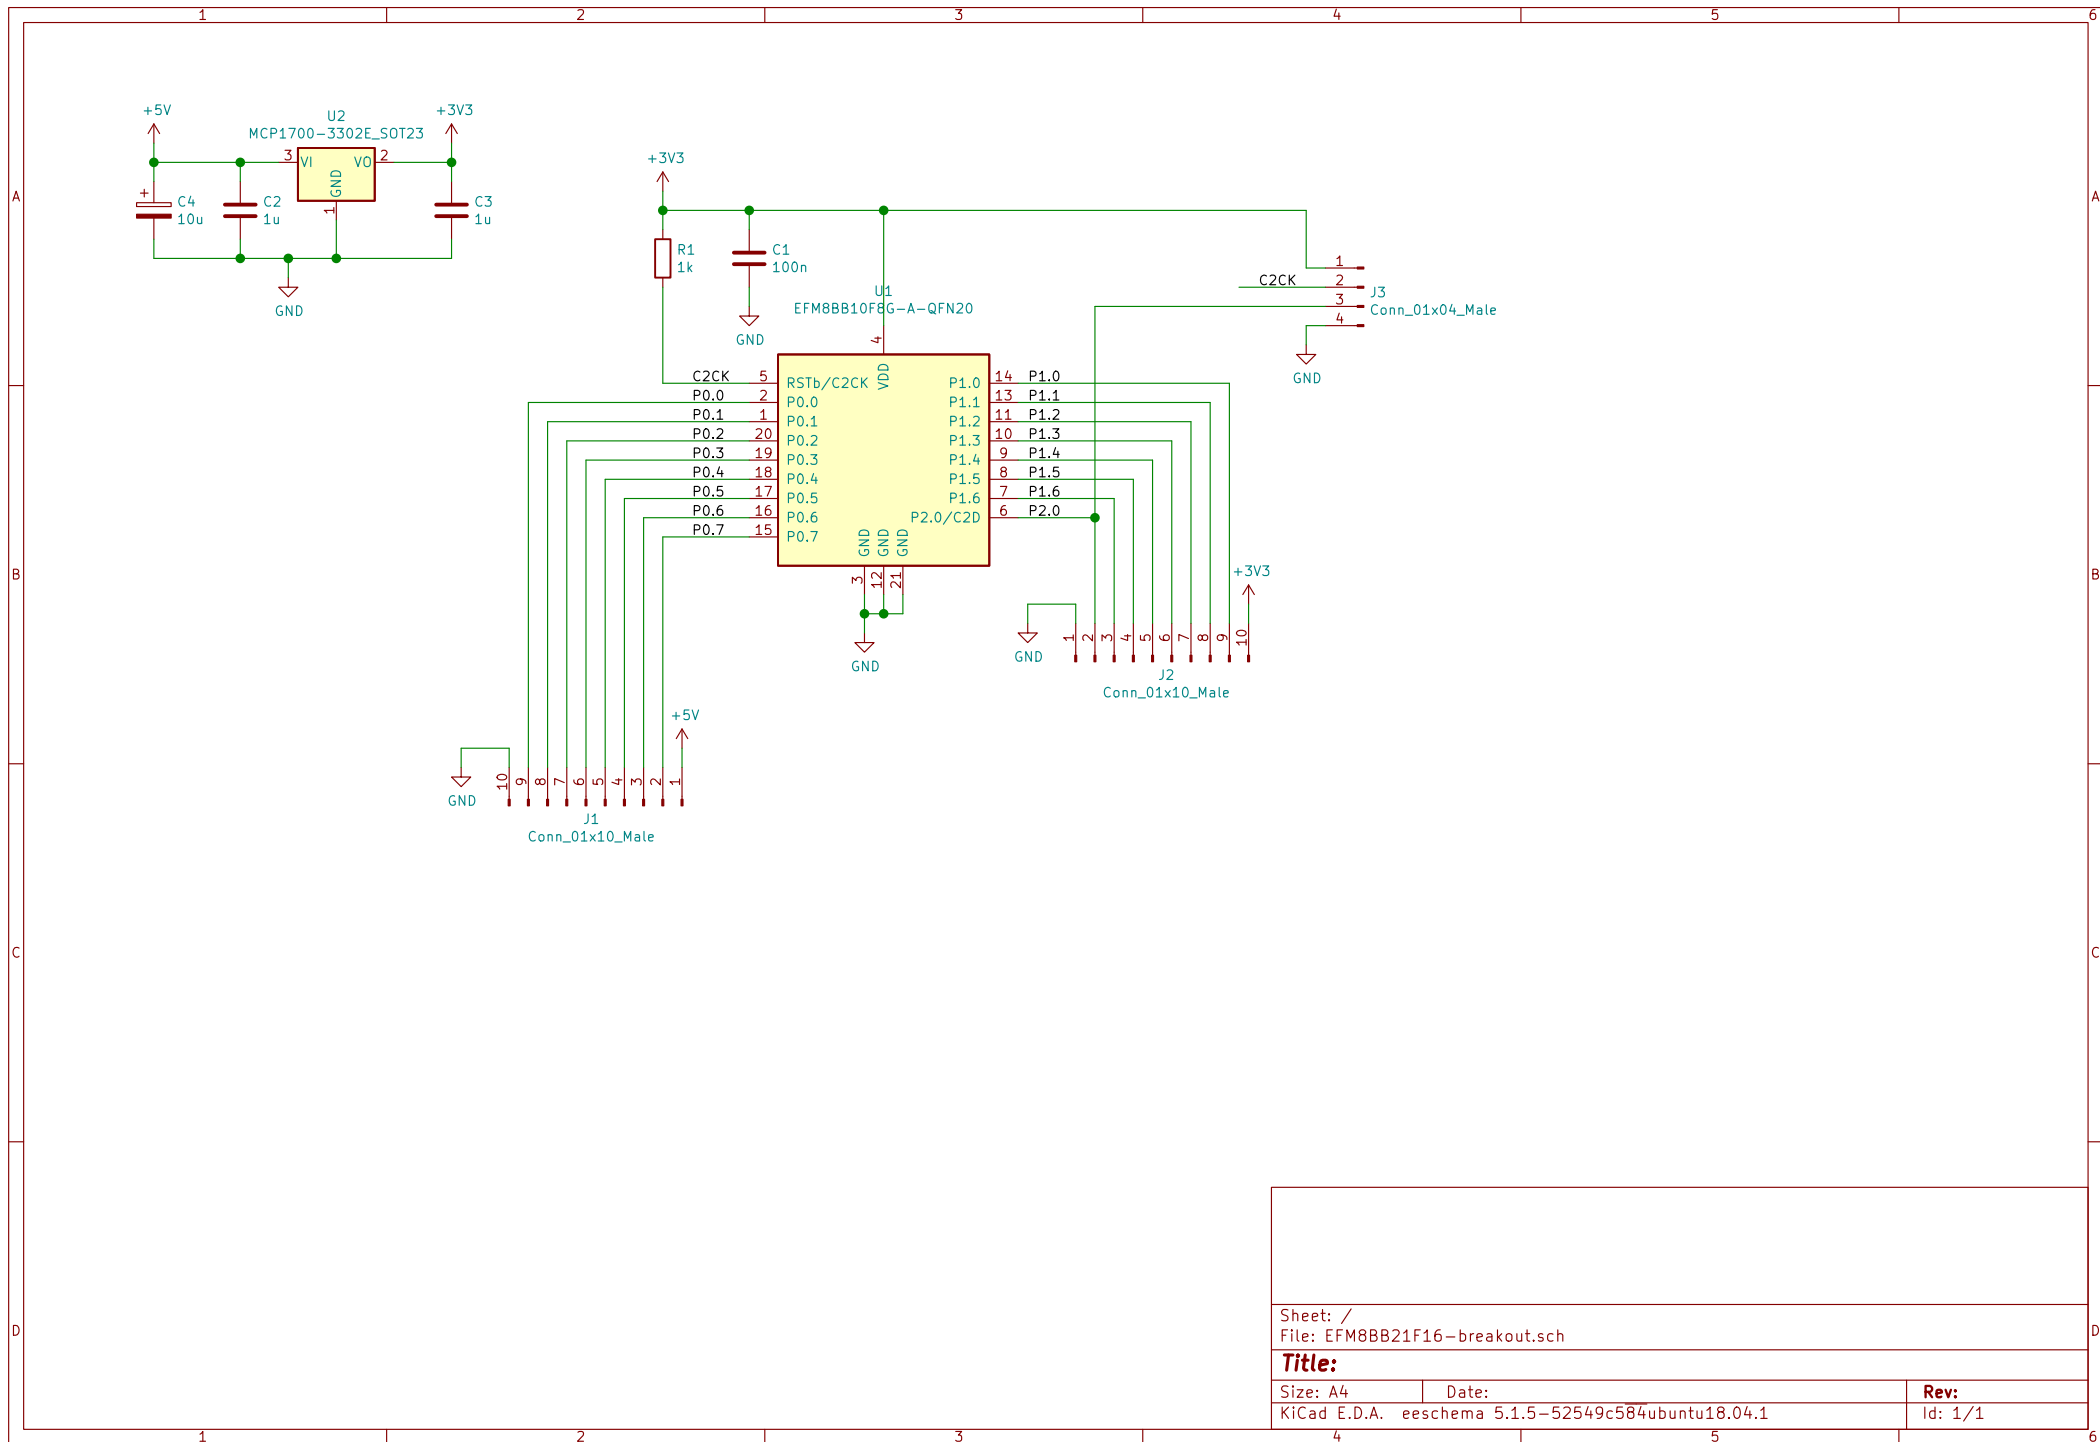 1 2 3 4 5 6
A A
B B
C C
D D
+5V
U2
MCP1700-3302E_SOT23
+3V3
3 VI VO 2
GND
1
+
C4
10u
C2
1u
C3
1u
GND
+3V3
R1
1k
C1
100n
GND
U1
EFM8BB10F8G-A-QFN20
4
VDD
1
C2CK 2
3
4
J3
Conn_01x04_Male
GND
C2CK 5 RSTb/C2CK
P0.0 2 P0.0
P0.1 1 P0.1
P0.2 20 P0.2
P0.3 19 P0.3
P0.4 18 P0.4
P0.5 17 P0.5
P0.6 16 P0.6
P0.7 15 P0.7
P1.0 14 P1.0
P1.1 13 P1.1
P1.2 11 P1.2
P1.3 10 P1.3
P1.4 9 P1.4
P1.5 8 P1.5
P1.6 7 P1.6
P2.0/C2D 6 P2.0
GND GND GND
3 12 21
GND
+3V3
GND
1 2 3 4 5 6 7 8 9 10
J2
Conn_01x10_Male
+5V
GND
10 9 8 7 6 5 4 3 2 1
J1
Conn_01x10_Male
Sheet: /
File: EFM8BB21F16-breakout.sch
Title:
Size: A4 Date: Rev:
KiCad E.D.A. eeschema 5.1.5-52549c584ubuntu18.04.1 Id: 1/1
1 2 3 4 5 6